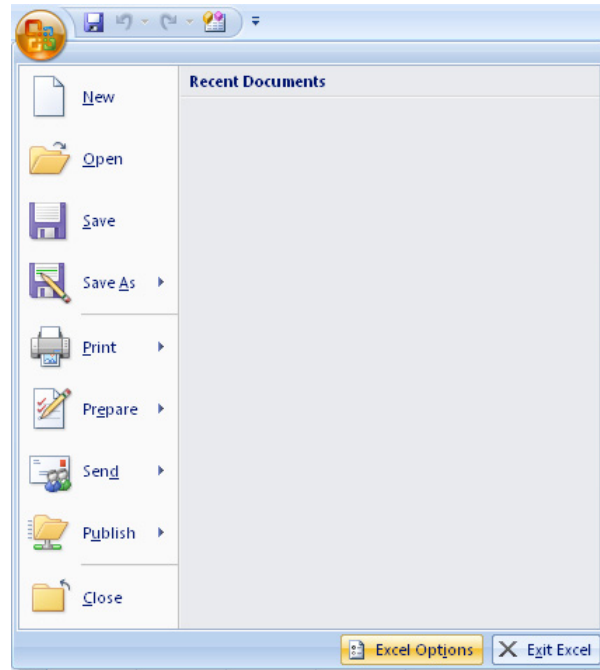 Recent Documents
New
Open
Save
Save As
Print
Prepare
Send
Publish
Close
Excel Options
Exit Excel